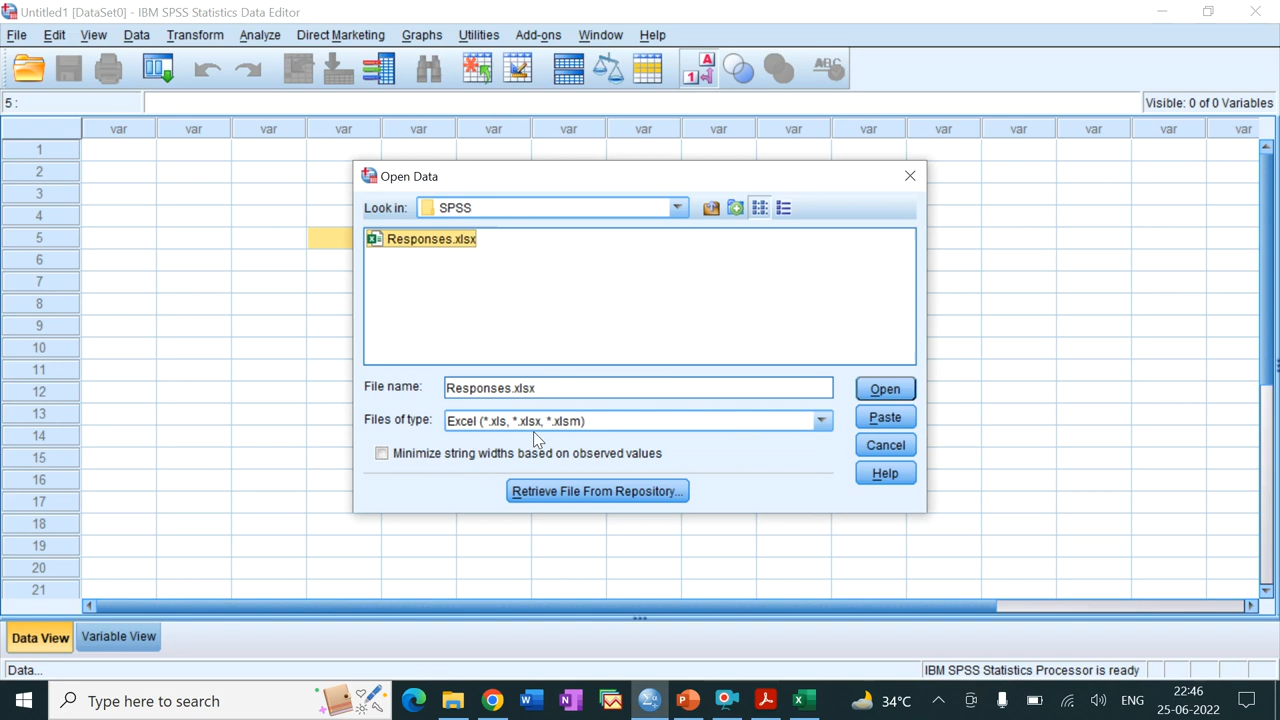 Untitled1 [DataSet0] - IBM SPSS Statistics Data Editor
File Edit View Data Transform Analyze Direct Marketing Graphs Utilities Add-ons Window Help
5 :
Visible: 0 of 0 Variables
var var var var var var var var var var var var var var var var
1
2
3
4
5
6
7
8
9
10
11
12
13
14
15
16
17
18
19
20
21
Open Data
Look in: SPSS
Responses.xlsx
File name: Responses.xlsx
Open
Files of type: Excel (*.xls, *.xlsx, *.xlsm)
Paste
Minimize string widths based on observed values
Cancel
Help
Retrieve File From Repository...
Data View Variable View
Data...
IBM SPSS Statistics Processor is ready
Type here to search
34°C
ENG
22:46
25-06-2022